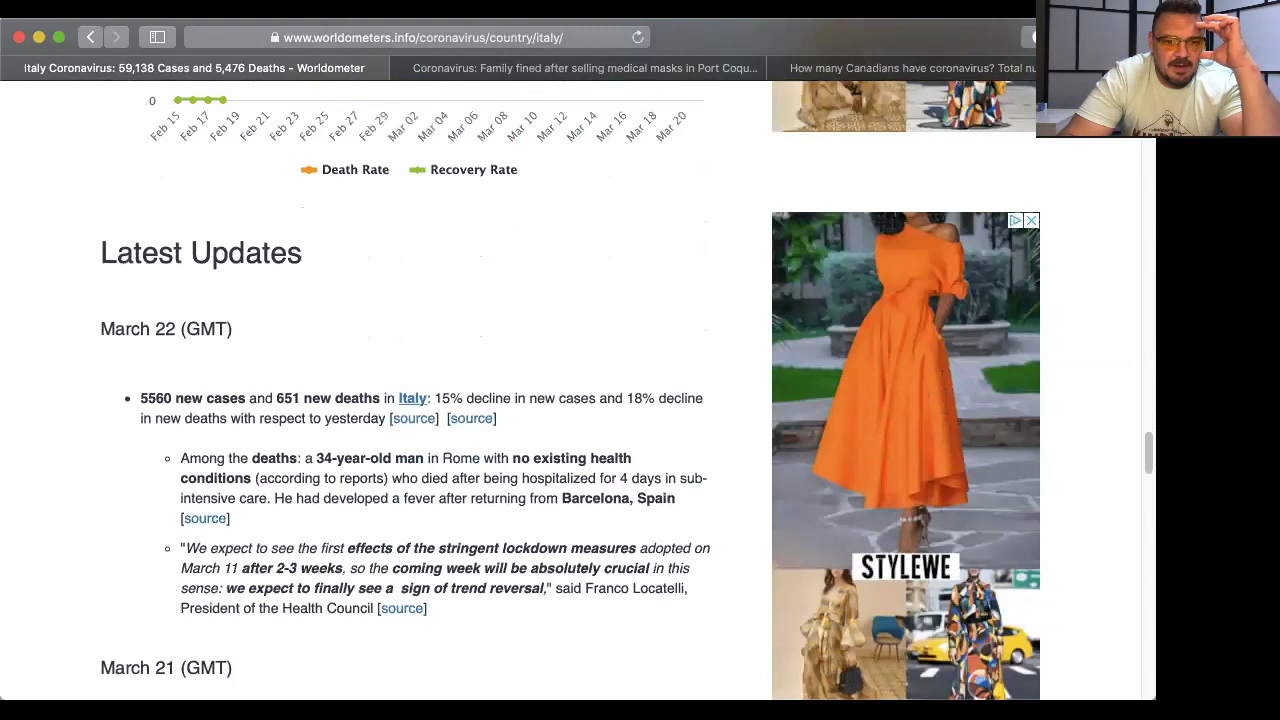 www.worldometers.info/coronavirus/country/italy/
Italy Coronavirus: 59,138 Cases and 5,476 Deaths - Worldometer
Coronavirus: Family fined after selling medical masks in Port Coqu...
How many Canadians have coronavirus? Total nu
0
Feb 15
Feb 17
Feb 19
Feb 21
Feb 23
Feb 25
Feb 27
Feb 29
Mar 02
Mar 04
Mar 06
Mar 08
Mar 10
Mar 12
Mar 14
Mar 16
Mar 18
Mar 20
Death Rate
Recovery Rate
Latest Updates
March 22 (GMT)
5560 new cases and 651 new deaths in Italy: 15% decline in new cases and 18% decline
in new deaths with respect to yesterday [source] [source]
Among the deaths: a 34-year-old man in Rome with no existing health
conditions (according to reports) who died after being hospitalized for 4 days in sub-
intensive care. He had developed a fever after returning from Barcelona, Spain
[source]
"We expect to see the first effects of the stringent lockdown measures adopted on
March 11 after 2-3 weeks, so the coming week will be absolutely crucial in this
sense: we expect to finally see a sign of trend reversal," said Franco Locatelli,
President of the Health Council [source]
March 21 (GMT)
STYLEWE